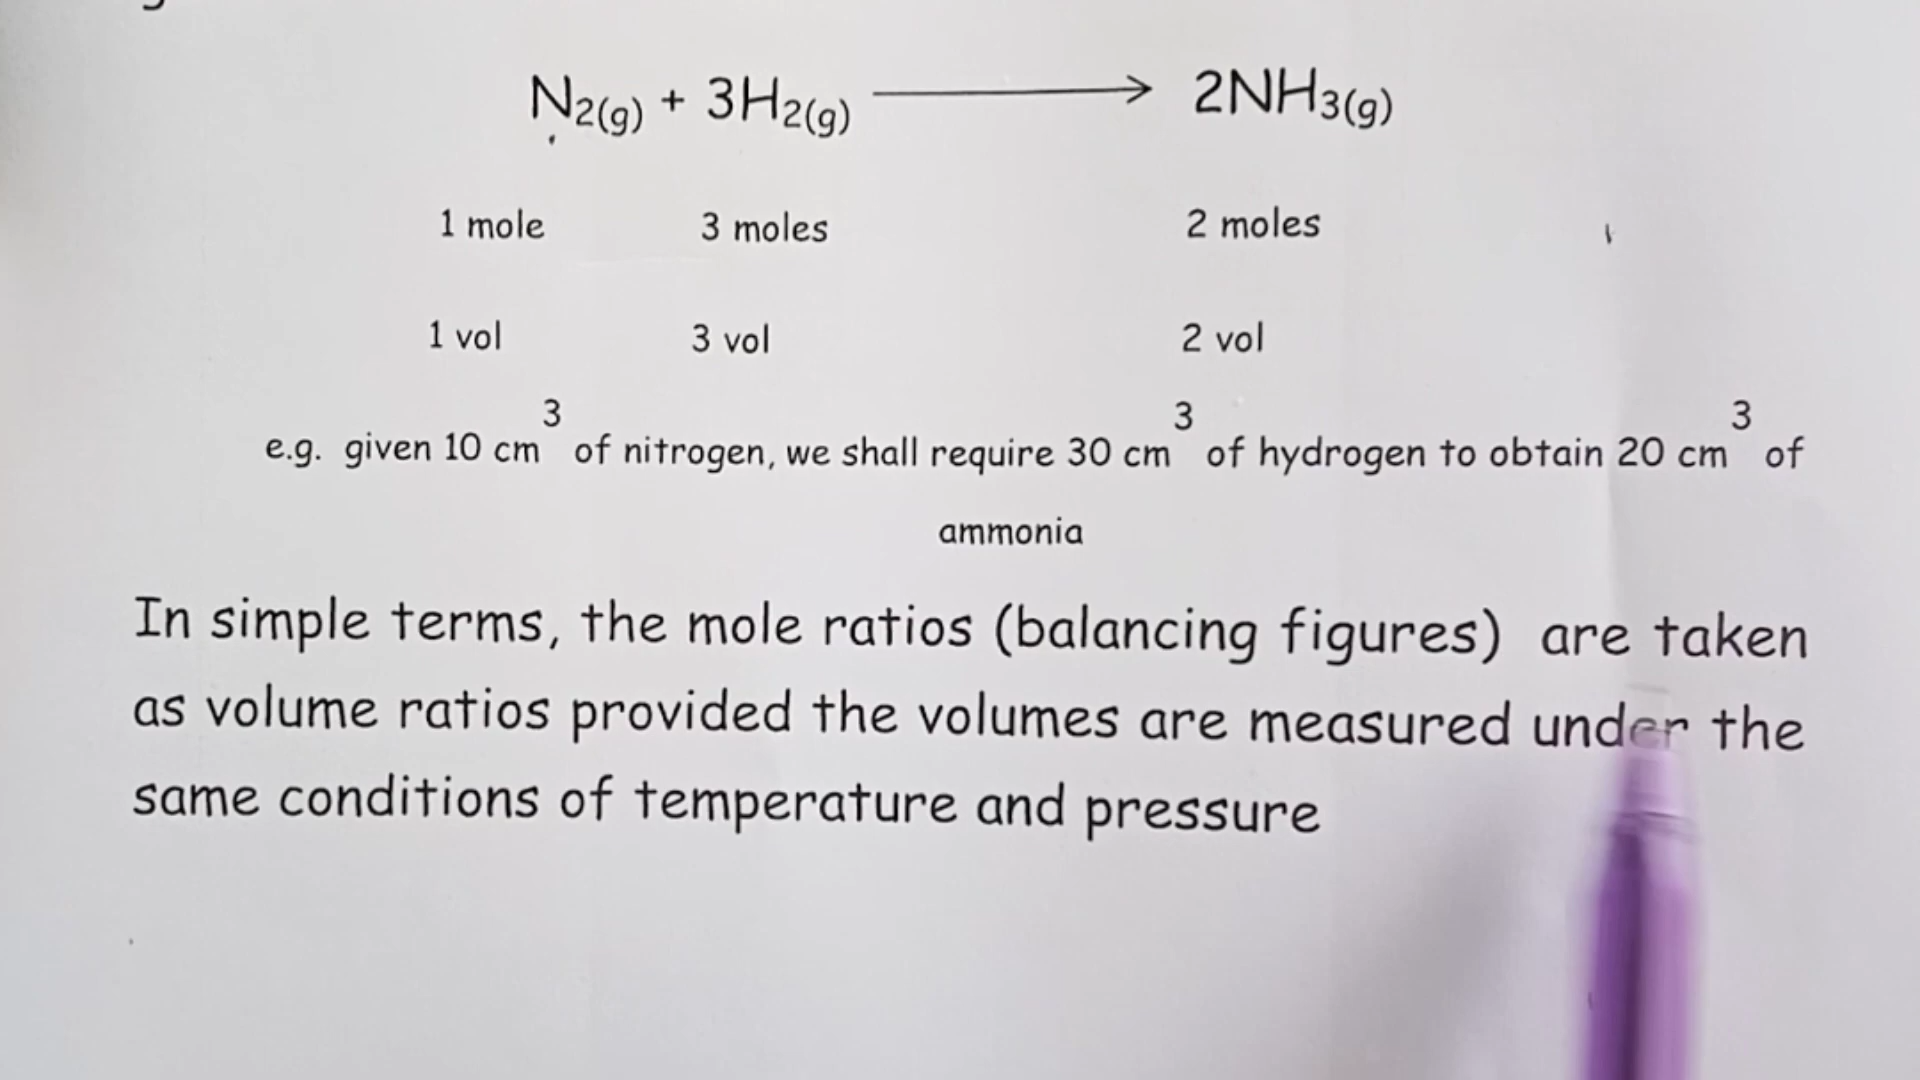 N2(g) + 3H2(g) ⟶ 2NH3(g)
1 mole 3 moles 2 moles
1 vol 3 vol 2 vol
e.g. given 10 cm³ of nitrogen, we shall require 30 cm³ of hydrogen to obtain 20 cm³ of
ammonia
In simple terms, the mole ratios (balancing figures) are taken
as volume ratios provided the volumes are measured under the
same conditions of temperature and pressure